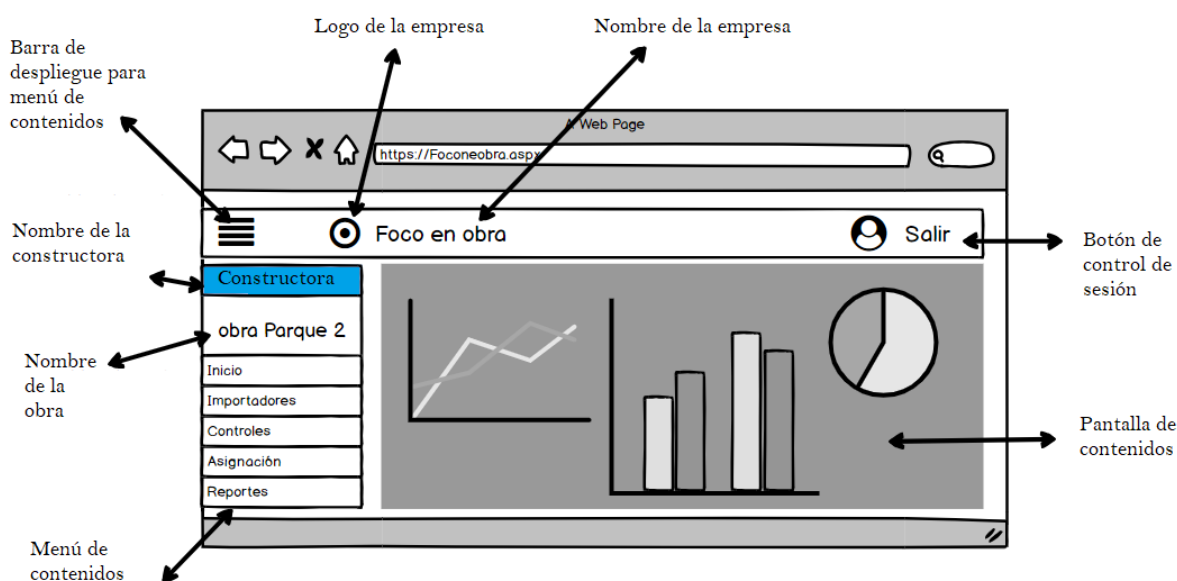 Logo de la empresa
Nombre de la empresa
Barra de
despliegue para
menú de
contenidos
A Web Page
https://Foconeobra.aspx
Foco en obra
Salir
Nombre de la
constructora
Botón de
control de
sesión
Constructora
obra Parque 2
Nombre
de la
obra
Inicio
Importadores
Controles
Asignación
Reportes
Pantalla de
contenidos
Menú de
contenidos